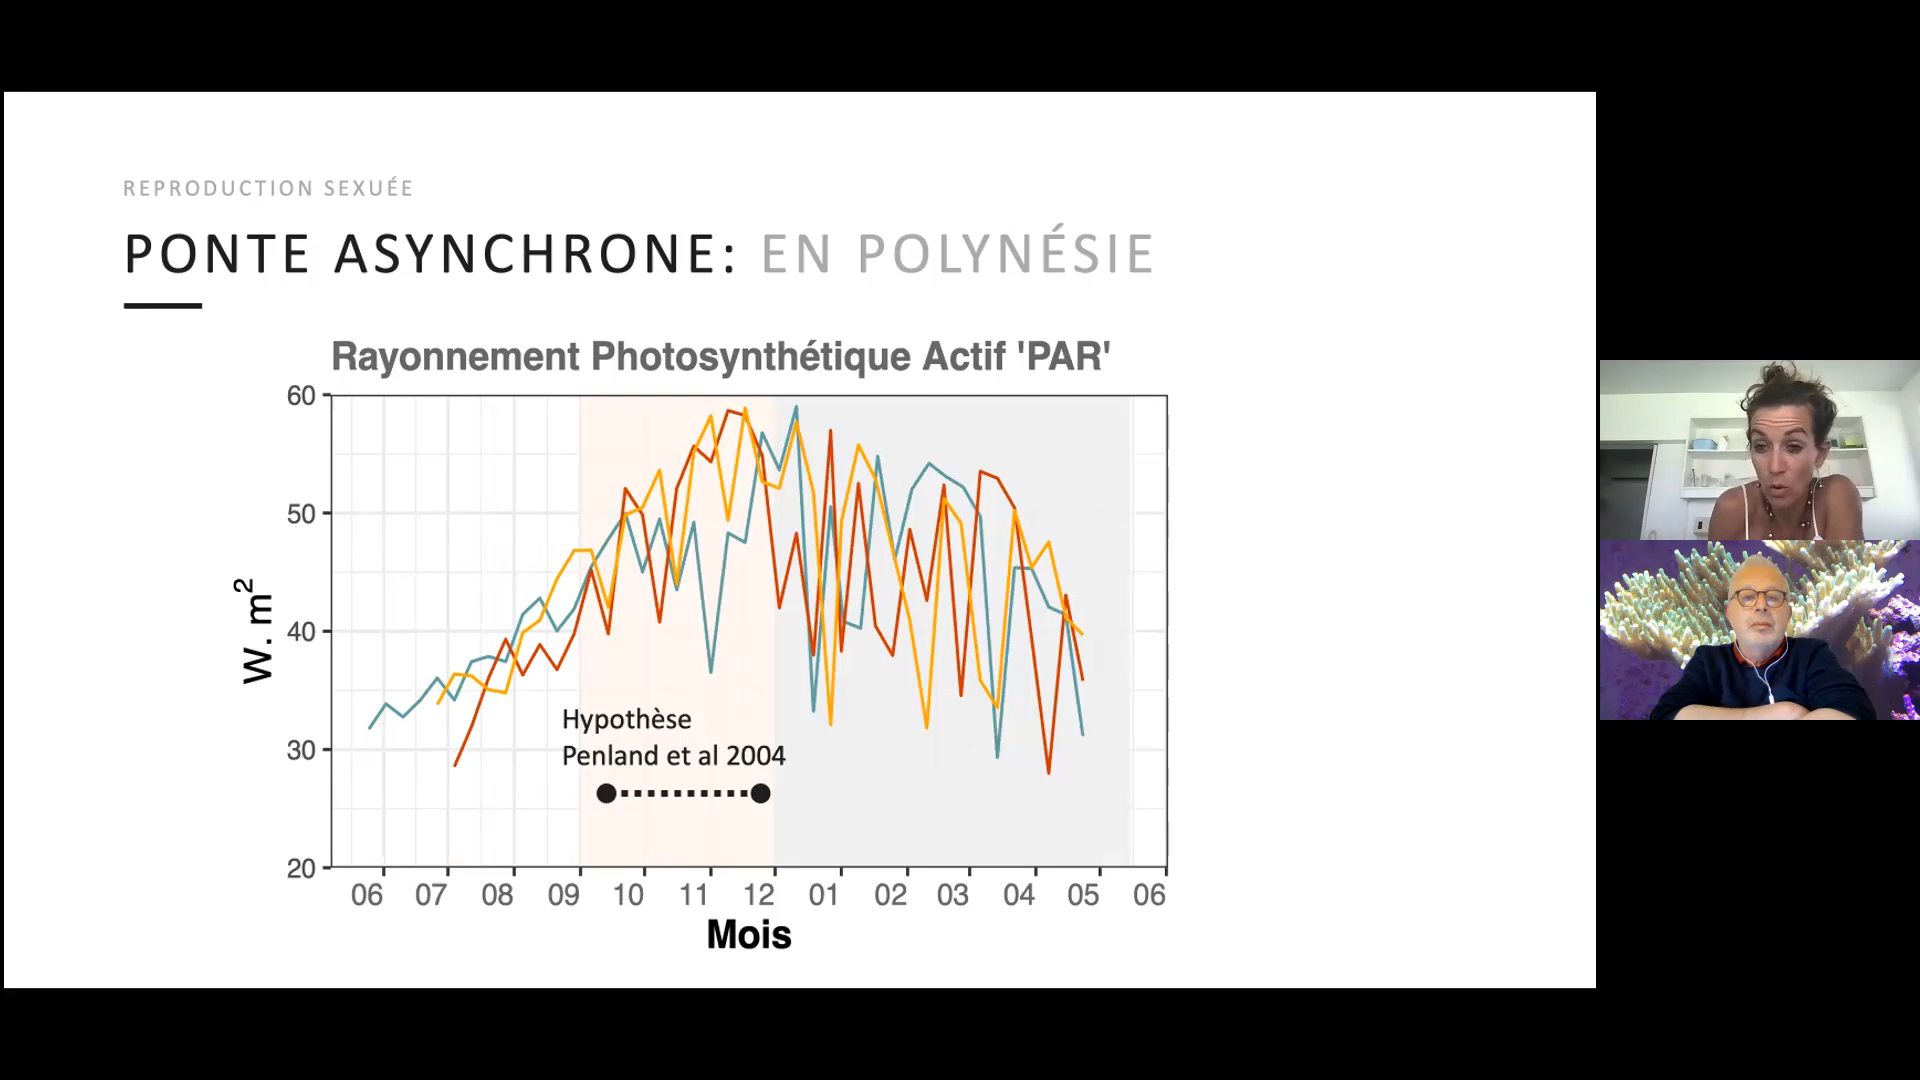 REPRODUCTION SEXUÉE
PONTE ASYNCHRONE: EN POLYNÉSIE
Rayonnement Photosynthétique Actif 'PAR'
60
50
40
30
20
W. m2
Hypothèse
Penland et al 2004
06 07 08 09 10 11 12 01 02 03 04 05 06
Mois